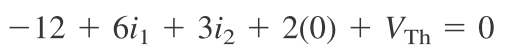 −12 + 6i₁ + 3i₂ + 2(0) + V_Th = 0